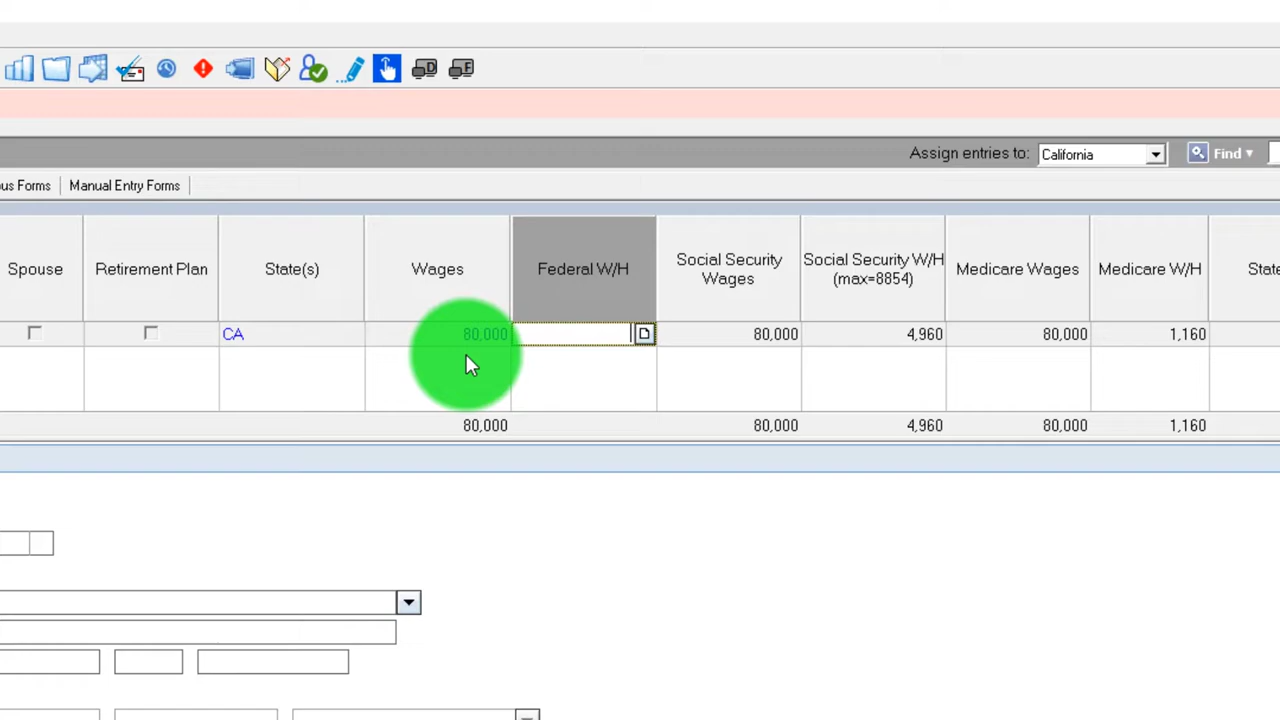 Assign entries to: California Find
us Forms Manual Entry Forms
Spouse Retirement Plan State(s) Wages Federal W/H Social Security Wages Social Security W/H (max=8854) Medicare Wages Medicare W/H State
CA 80,000 80,000 4,960 80,000 1,160
80,000 80,000 4,960 80,000 1,160